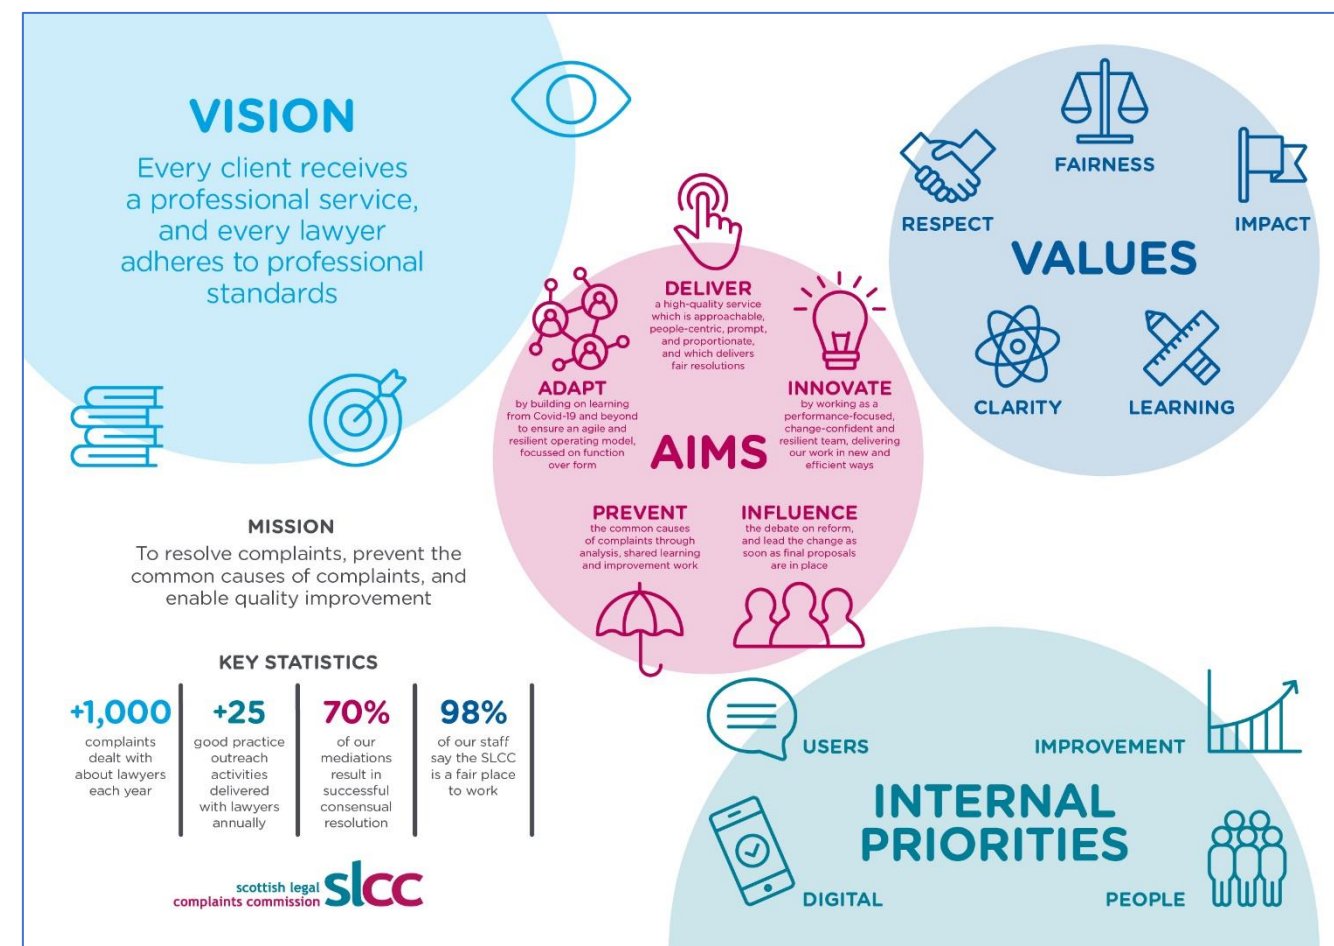 VISION
Every client receives
a professional service,
and every lawyer
adheres to professional
standards
MISSION
To resolve complaints, prevent the
common causes of complaints, and
enable quality improvement
KEY STATISTICS
+1,000
complaints
dealt with
about lawyers
each year
+25
good practice
outreach
activities
delivered
with lawyers
annually
70%
of our
mediations
result in
successful
consensual
resolution
98%
of our staff
say the SLCC
is a fair place
to work
scottish legal
complaints commission
slcc
AIMS
DELIVER
a high-quality service
which is approachable,
people-centric, prompt,
and proportionate,
and which delivers
fair resolutions
ADAPT
by building on learning
from Covid-19 and beyond
to ensure an agile and
resilient operating model,
focussed on function
over form
INNOVATE
by working as a
performance-focused,
change-confident and
resilient team, delivering
our work in new and
efficient ways
PREVENT
the common causes
of complaints through
analysis, shared learning
and improvement work
INFLUENCE
the debate on reform,
and lead the change as
soon as final proposals
are in place
VALUES
FAIRNESS
RESPECT
IMPACT
CLARITY
LEARNING
INTERNAL
PRIORITIES
USERS
IMPROVEMENT
DIGITAL
PEOPLE